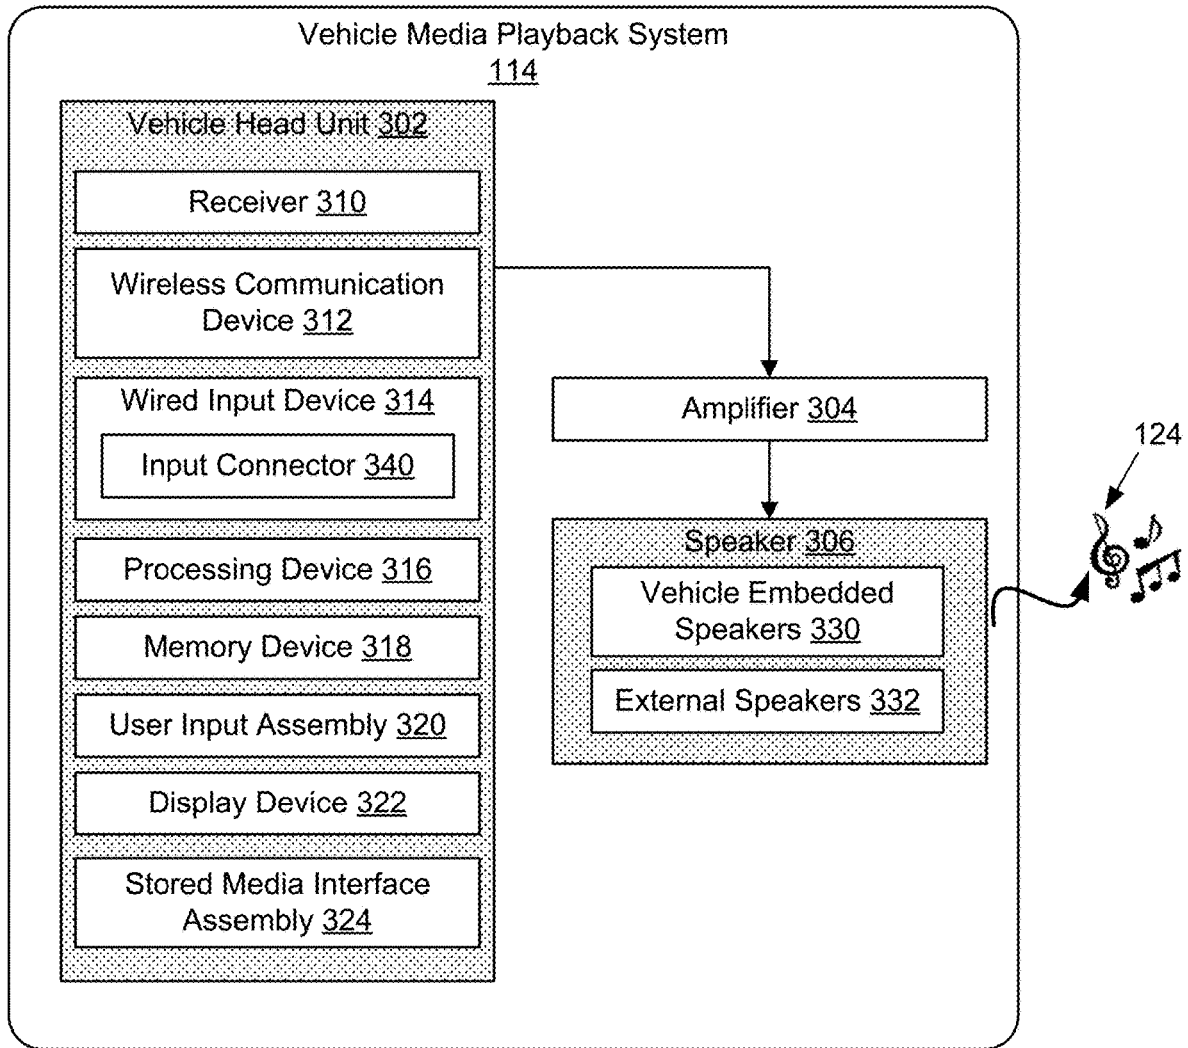 Vehicle Media Playback System
114
Vehicle Head Unit 302
Receiver 310
Wireless Communication
Device 312
Wired Input Device 314
Input Connector 340
Processing Device 316
Memory Device 318
User Input Assembly 320
Display Device 322
Stored Media Interface
Assembly 324
Amplifier 304
Speaker 306
Vehicle Embedded
Speakers 330
External Speakers 332
124